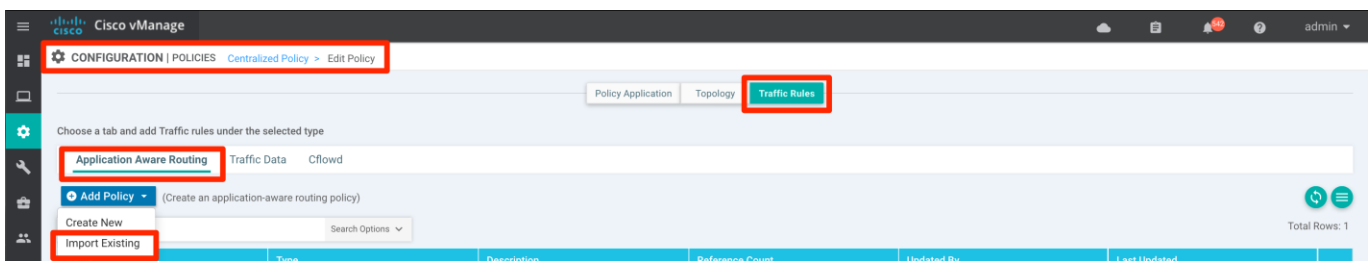 cisco Cisco vManage 542 admin
CONFIGURATION | POLICIES Centralized Policy > Edit Policy
Policy Application Topology Traffic Rules
Choose a tab and add Traffic rules under the selected type
Application Aware Routing Traffic Data Cflowd
Add Policy (Create an application-aware routing policy)
Create New Search Options Total Rows: 1
Import Existing
Type Description Reference Count Updated By Last Updated